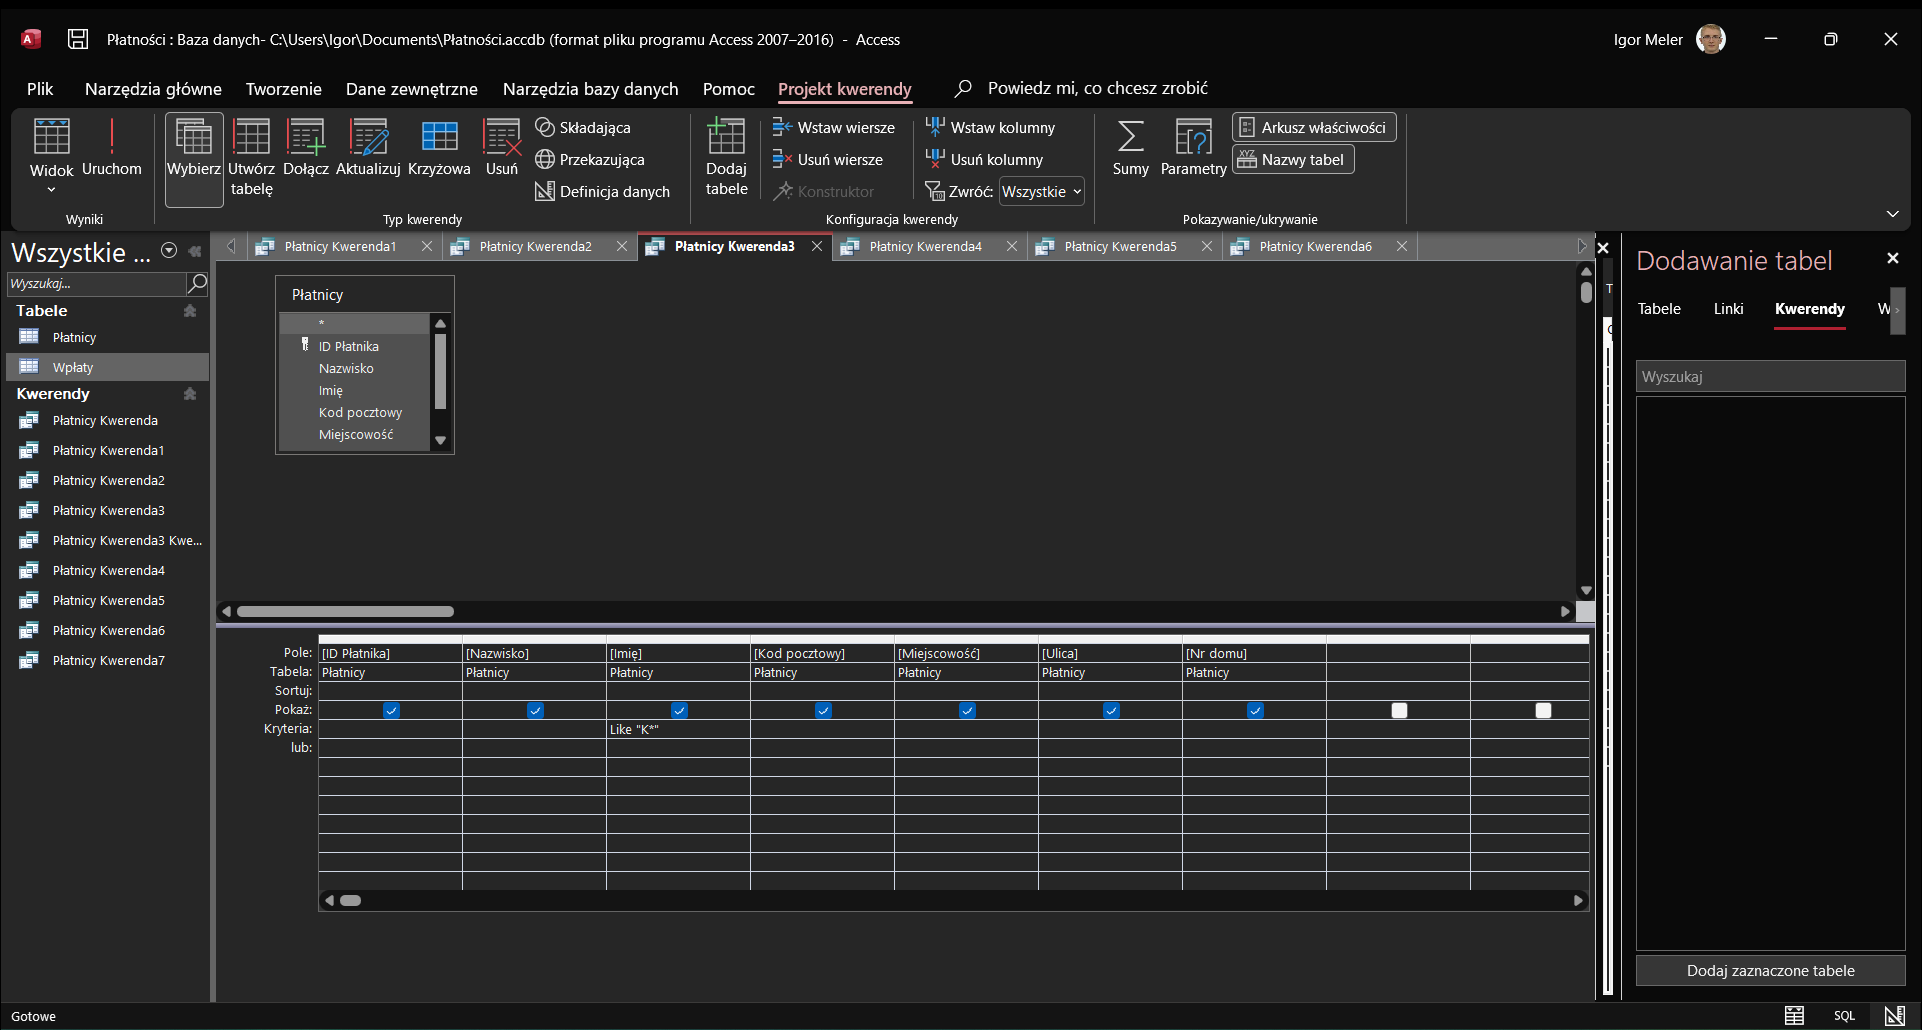 Płatności : Baza danych- C:\Users\Igor\Documents\Płatności.accdb (format pliku programu Access 2007–2016) - Access
Igor Meler
Plik Narzędzia główne Tworzenie Dane zewnętrzne Narzędzia bazy danych Pomoc Projekt kwerendy Powiedz mi, co chcesz zrobić
Widok
Uruchom
Wyniki
Wybierz
Utwórz tabelę
Dołącz
Aktualizuj
Krzyżowa
Usuń
Składająca
Przekazująca
Definicja danych
Typ kwerendy
Dodaj tabele
Wstaw wiersze
Usuń wiersze
Konstruktor
Wstaw kolumny
Usuń kolumny
Zwróć: Wszystkie
Konfiguracja kwerendy
Sumy
Parametry
Arkusz właściwości
XYZ Nazwy tabel
Pokazywanie/ukrywanie
Wszystkie ...
Wyszukaj...
Tabele
Płatnicy
Wpłaty
Kwerendy
Płatnicy Kwerenda
Płatnicy Kwerenda1
Płatnicy Kwerenda2
Płatnicy Kwerenda3
Płatnicy Kwerenda3 Kwe...
Płatnicy Kwerenda4
Płatnicy Kwerenda5
Płatnicy Kwerenda6
Płatnicy Kwerenda7
Płatnicy Kwerenda1 Płatnicy Kwerenda2 Płatnicy Kwerenda3 Płatnicy Kwerenda4 Płatnicy Kwerenda5 Płatnicy Kwerenda6
Płatnicy
*
ID Płatnika
Nazwisko
Imię
Kod pocztowy
Miejscowość
Pole: [ID Płatnika] [Nazwisko] [Imię] [Kod pocztowy] [Miejscowość] [Ulica] [Nr domu]
Tabela: Płatnicy Płatnicy Płatnicy Płatnicy Płatnicy Płatnicy Płatnicy
Sortuj:
Pokaż:
Kryteria: Like "K*"
lub:
Dodawanie tabel
Tabele Linki Kwerendy W
Wyszukaj
Dodaj zaznaczone tabele
Gotowe
SQL